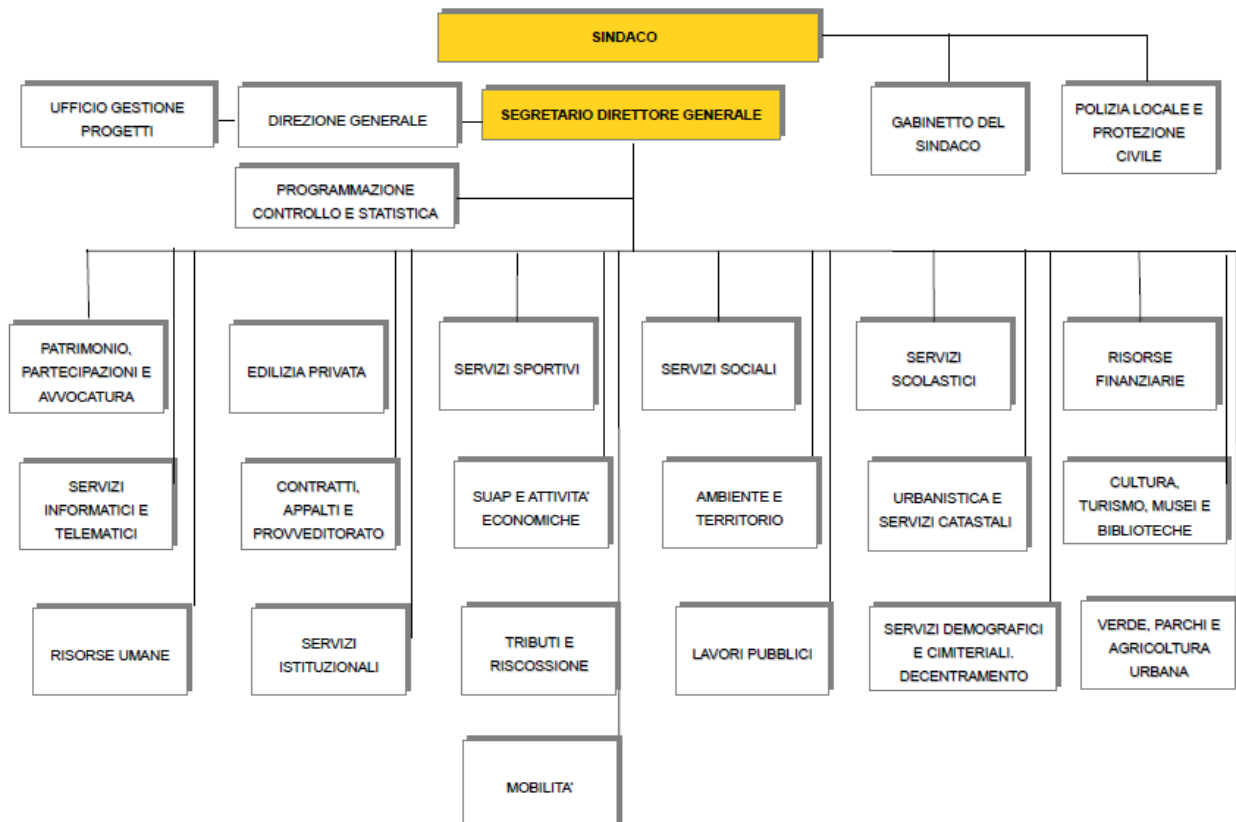 SINDACO
UFFICIO GESTIONE
PROGETTI
DIREZIONE GENERALE
SEGRETARIO DIRETTORE GENERALE
GABINETTO DEL
SINDACO
POLIZIA LOCALE E
PROTEZIONE
CIVILE
PROGRAMMAZIONE
CONTROLLO E STATISTICA
PATRIMONIO,
PARTECIPAZIONI E
AVVOCATURA
EDILIZIA PRIVATA
SERVIZI SPORTIVI
SERVIZI SOCIALI
SERVIZI
SCOLASTICI
RISORSE
FINANZIARIE
SERVIZI
INFORMATICI E
TELEMATICI
CONTRATTI,
APPALTI E
PROVVEDITORATO
SUAP E ATTIVITA'
ECONOMICHE
AMBIENTE E
TERRITORIO
URBANISTICA E
SERVIZI CATASTALI
CULTURA,
TURISMO, MUSEI E
BIBLIOTECHE
RISORSE UMANE
SERVIZI
ISTITUZIONALI
TRIBUTI E
RISCOSSIONE
LAVORI PUBBLICI
SERVIZI DEMOGRAFICI
E CIMITERIALI.
DECENTRAMENTO
VERDE, PARCHI E
AGRICOLTURA
URBANA
MOBILITA'